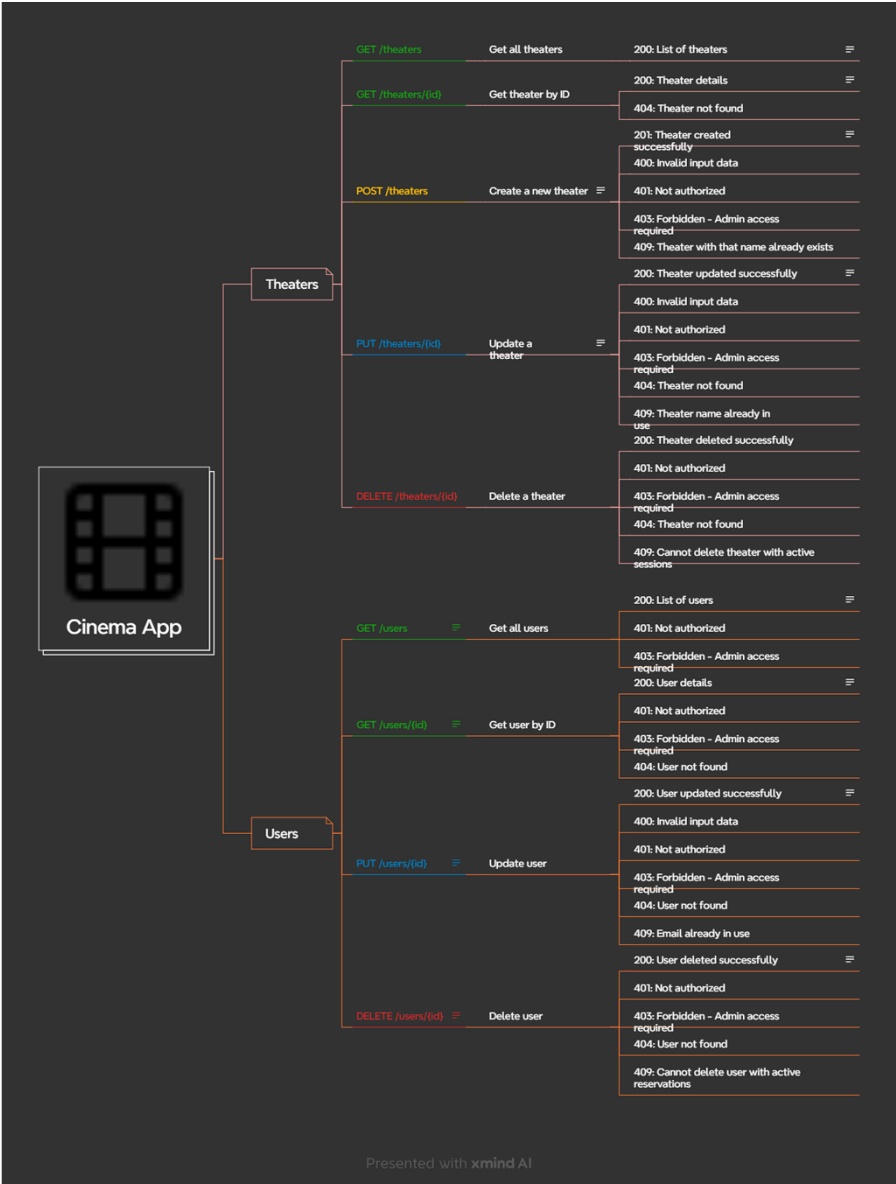 GET /theaters
Get all theaters
200: List of theaters
GET /theaters/{id}
Get theater by ID
200: Theater details
404: Theater not found
POST /theaters
Create a new theater
201: Theater created
successfully
400: Invalid input data
401: Not authorized
403: Forbidden - Admin access
required
409: Theater with that name already exists
Theaters
PUT /theaters/{id}
Update a
theater
200: Theater updated successfully
400: Invalid input data
401: Not authorized
403: Forbidden - Admin access
required
404: Theater not found
409: Theater name already in
use
DELETE /theaters/{id}
Delete a theater
200: Theater deleted successfully
401: Not authorized
403: Forbidden - Admin access
required
404: Theater not found
409: Cannot delete theater with active
sessions
Cinema App
GET /users
Get all users
200: List of users
401: Not authorized
403: Forbidden - Admin access
required
GET /users/{id}
Get user by ID
200: User details
401: Not authorized
403: Forbidden - Admin access
required
404: User not found
Users
PUT /users/{id}
Update user
200: User updated successfully
400: Invalid input data
401: Not authorized
403: Forbidden - Admin access
required
404: User not found
409: Email already in use
DELETE /users/{id}
Delete user
200: User deleted successfully
401: Not authorized
403: Forbidden - Admin access
required
404: User not found
409: Cannot delete user with active
reservations
Presented with xmind AI